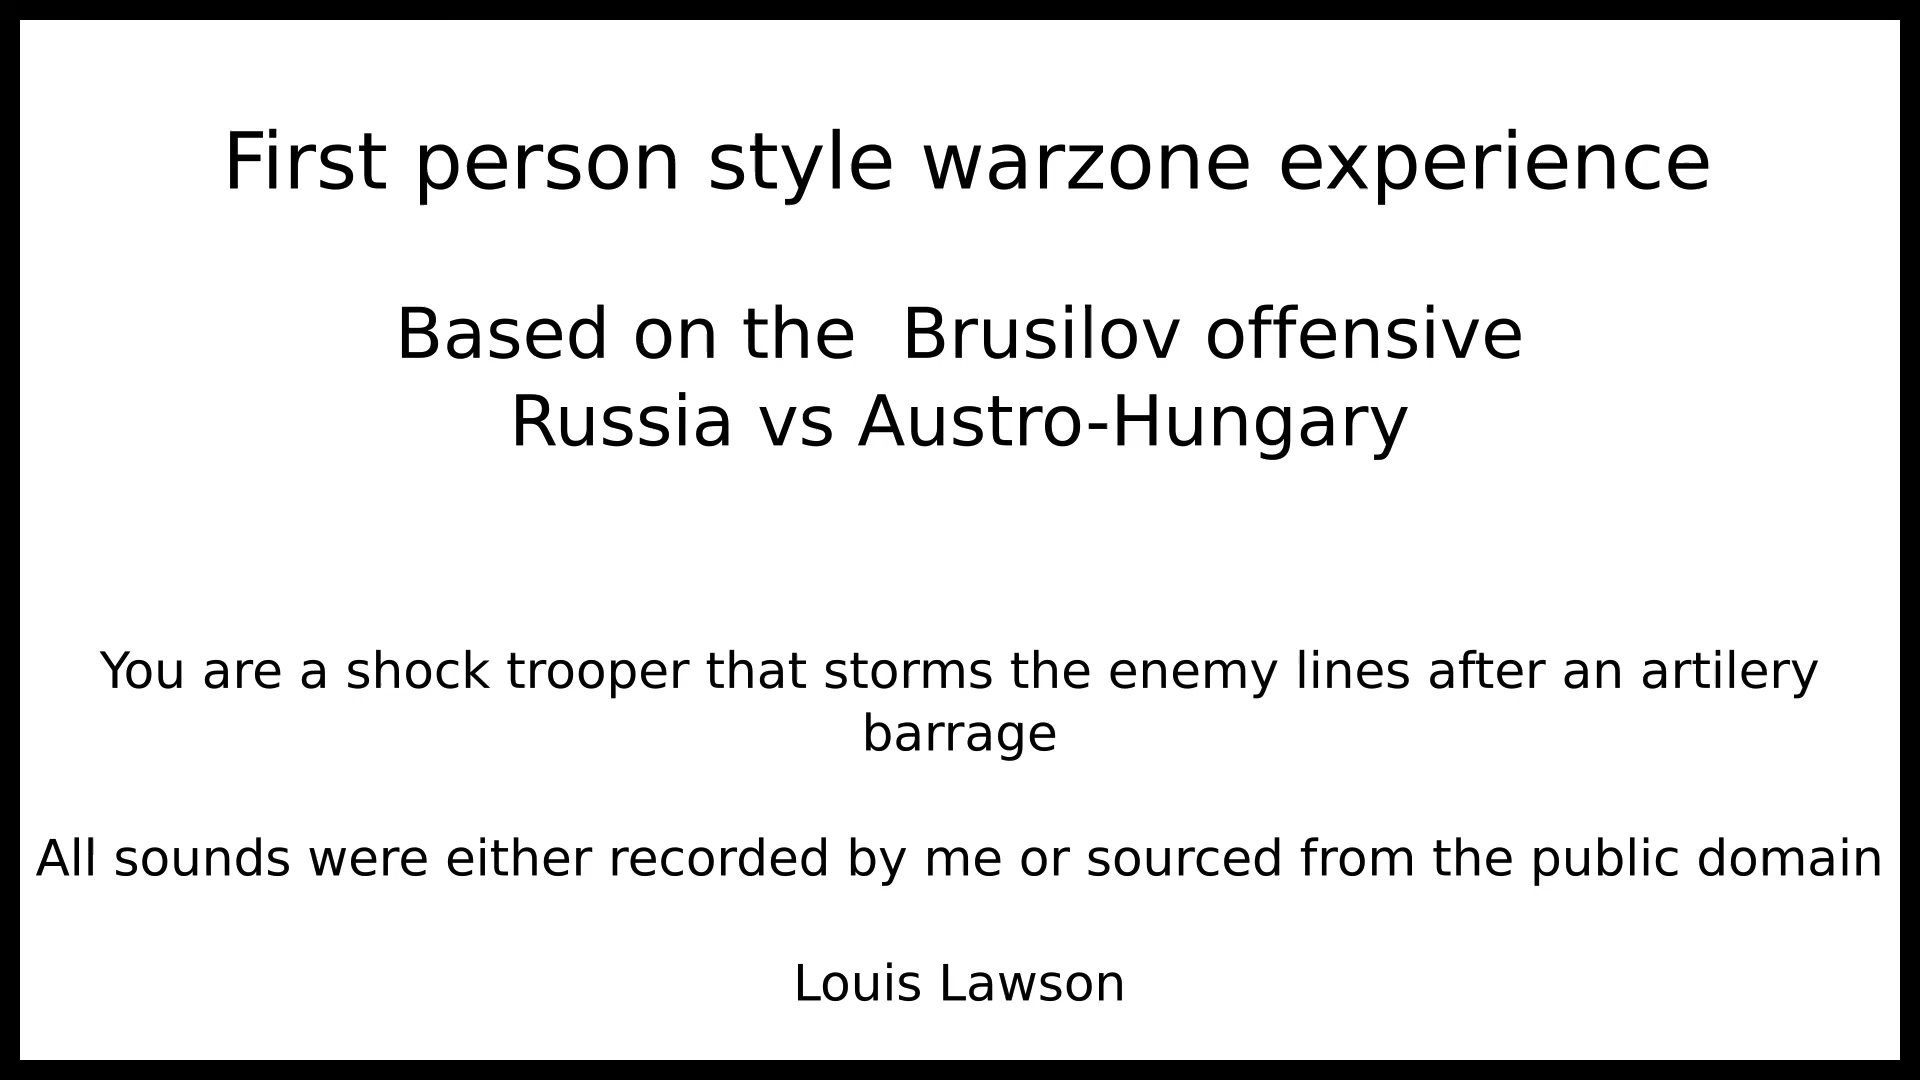 First person style warzone experience
Based on the  Brusilov offensive
Russia vs Austro-Hungary
You are a shock trooper that storms the enemy lines after an artilery
barrage
All sounds were either recorded by me or sourced from the public domain
Louis Lawson